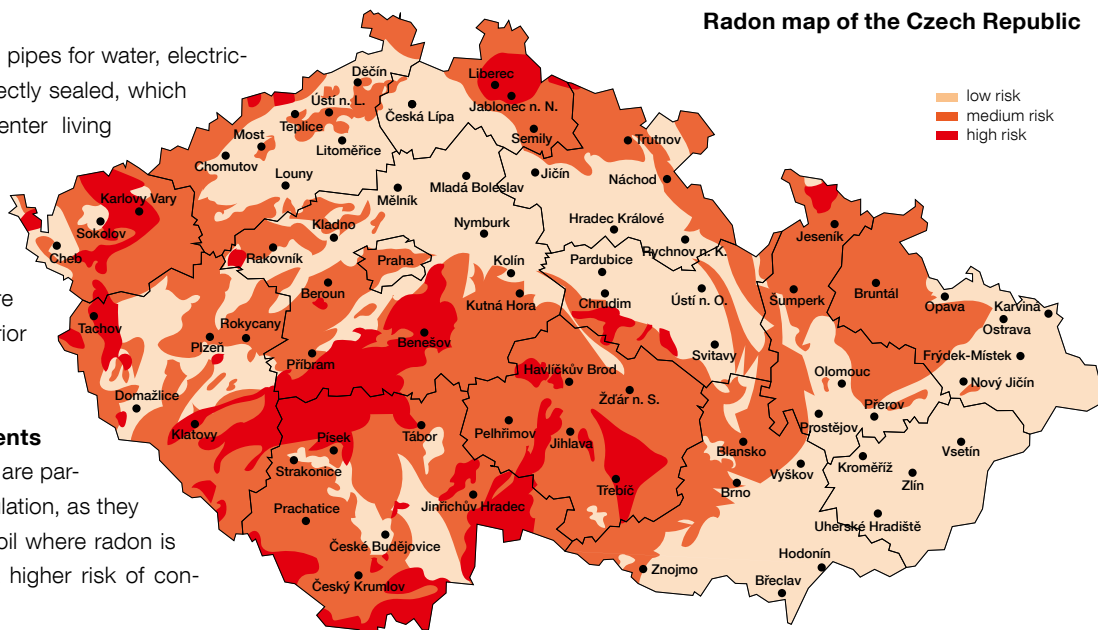 Radon map of the Czech Republic
pipes for water, electric-
ectly sealed, which
enter living
re
rior
ents
are par-
lation, as they
oil where radon is
higher risk of con-
low risk
medium risk
high risk
Děčín
Liberec
Ústí n. L.
Jablonec n. N.
Teplice
Česká Lípa
Most
Semily
Trutnov
Litoměřice
Chomutov
Louny
Jičín
Náchod
Mladá Boleslav
Karlovy Vary
Mělník
Sokolov
Kladno
Nymburk
Hradec Králové
Jeseník
Cheb
Rakovník
Praha
Kolín
Pardubice
Rychnov n. K.
Beroun
Kutná Hora
Chrudim
Ústí n. O.
Šumperk
Bruntál
Opava
Karviná
Ostrava
Tachov
Rokycany
Plzeň
Benešov
Svitavy
Frýdek-Místek
Příbram
Havlíčkův Brod
Olomouc
Nový Jičín
Domažlice
Žďár n. S.
Přerov
Prostějov
Klatovy
Písek
Tábor
Pelhřimov
Jihlava
Blansko
Vsetín
Strakonice
Vyškov
Kroměříž
Třebíč
Brno
Zlín
Prachatice
Jinřichův Hradec
Uherské Hradiště
České Budějovice
Hodonín
Znojmo
Český Krumlov
Břeclav